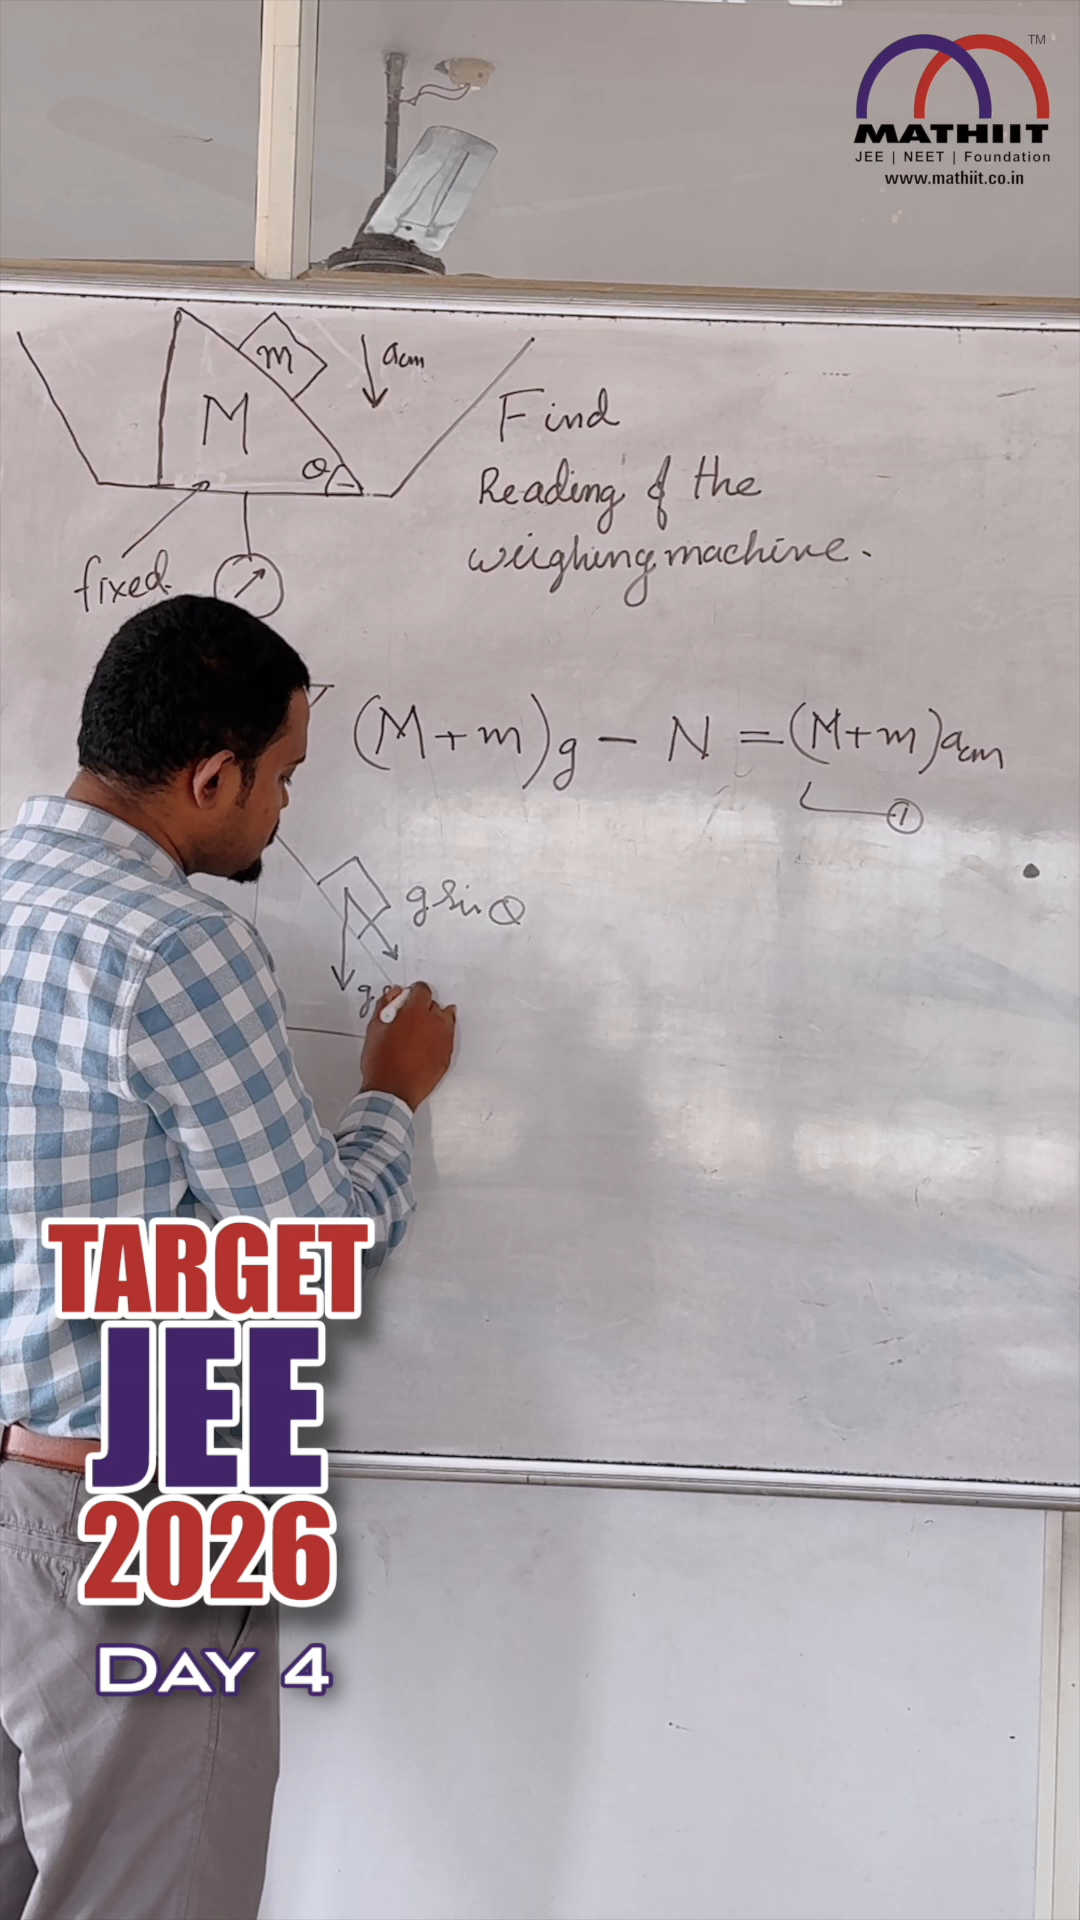 TM
MATHIIT
JEE | NEET | Foundation
www.mathiit.co.in
m
acm
M
θ
fixed
Find
Reading of the
weighing machine.
(M+m)g - N = (M+m)acm
1
g sin θ
TARGET
JEE
2026
DAY 4